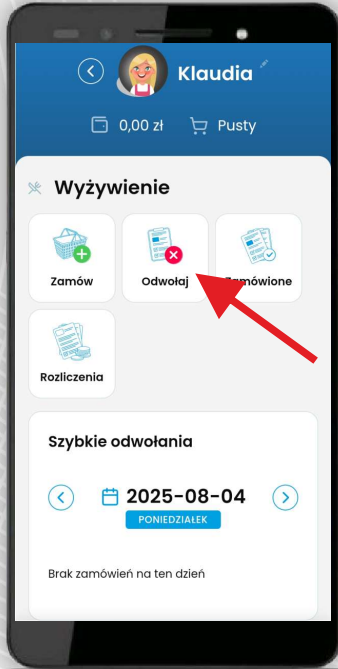 Klaudia
0,00 zł Pusty
Wyżywienie
Zamów Odwołaj Zamówione
Rozliczenia
Szybkie odwołania
2025-08-04
PONIEDZIAŁEK
Brak zamówień na ten dzień